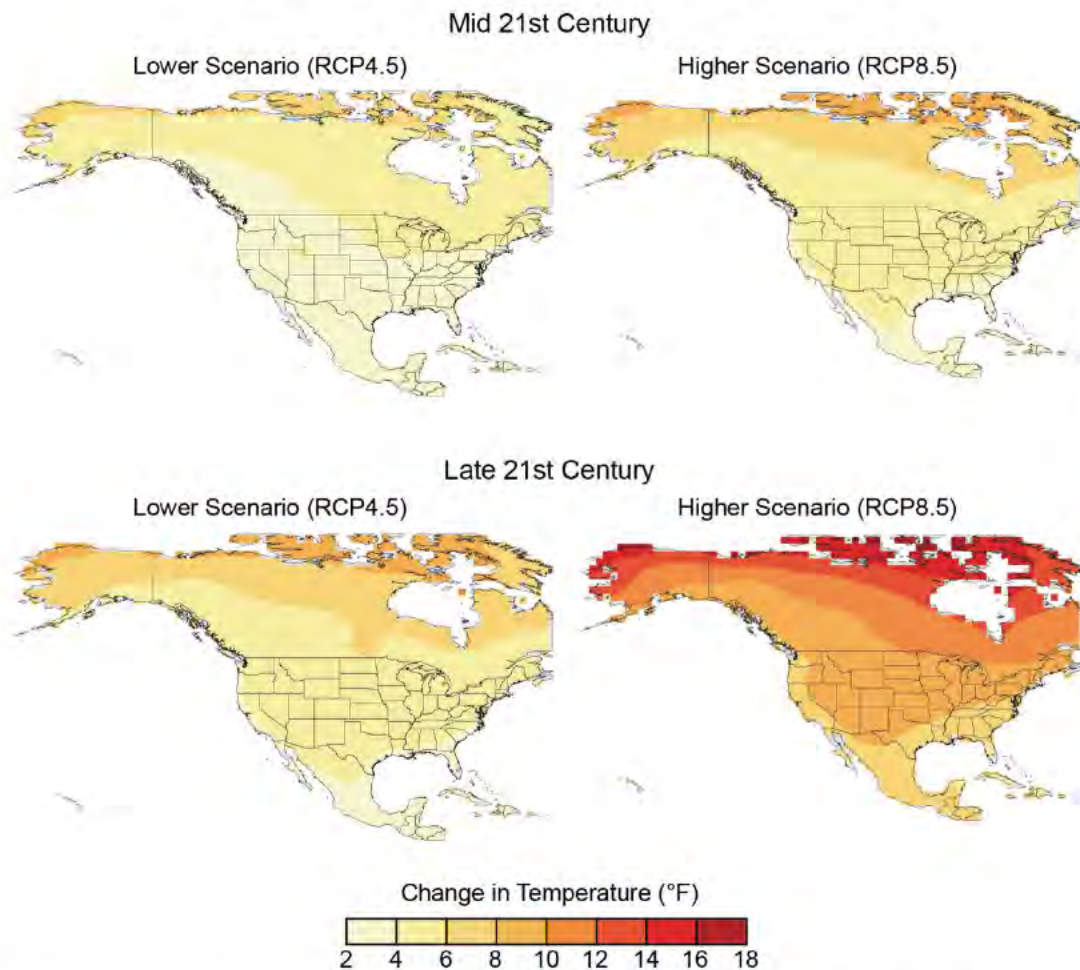 Mid 21st Century
Lower Scenario (RCP4.5)
Higher Scenario (RCP8.5)
Late 21st Century
Lower Scenario (RCP4.5)
Higher Scenario (RCP8.5)
Change in Temperature (°F)
2 4 6 8 10 12 14 16 18